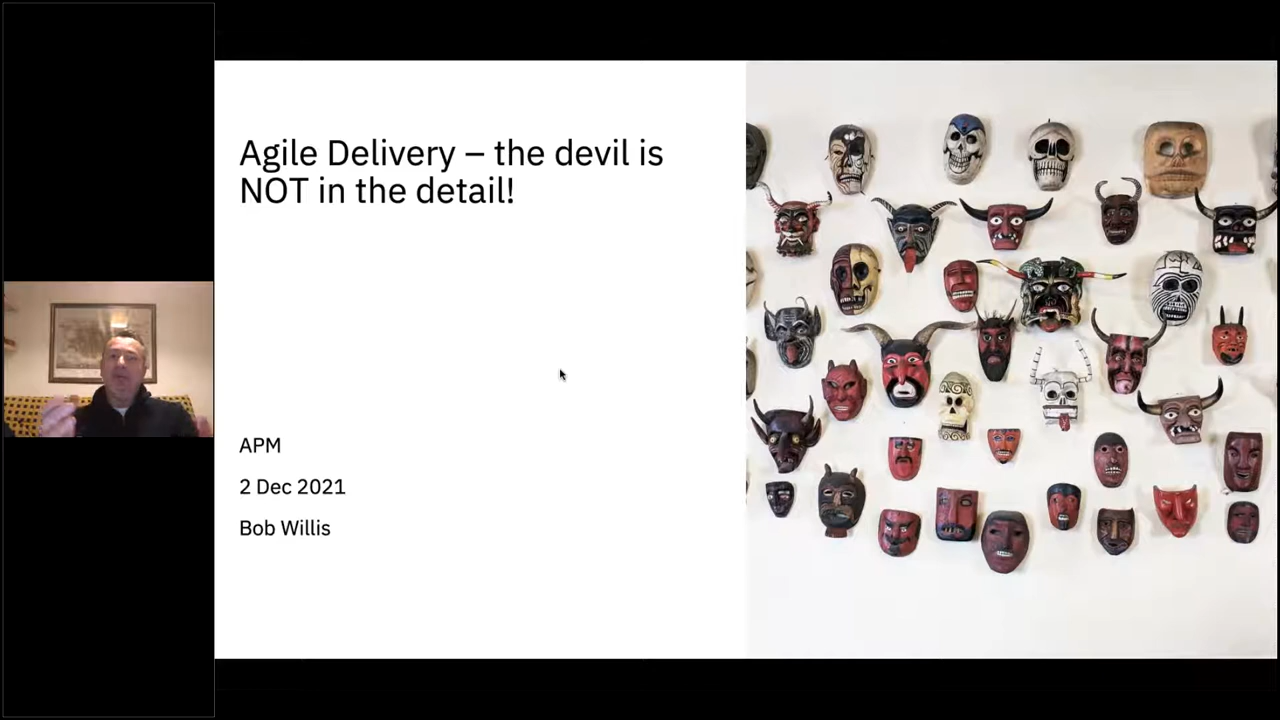 Agile Delivery – the devil is
NOT in the detail!
APM
2 Dec 2021
Bob Willis